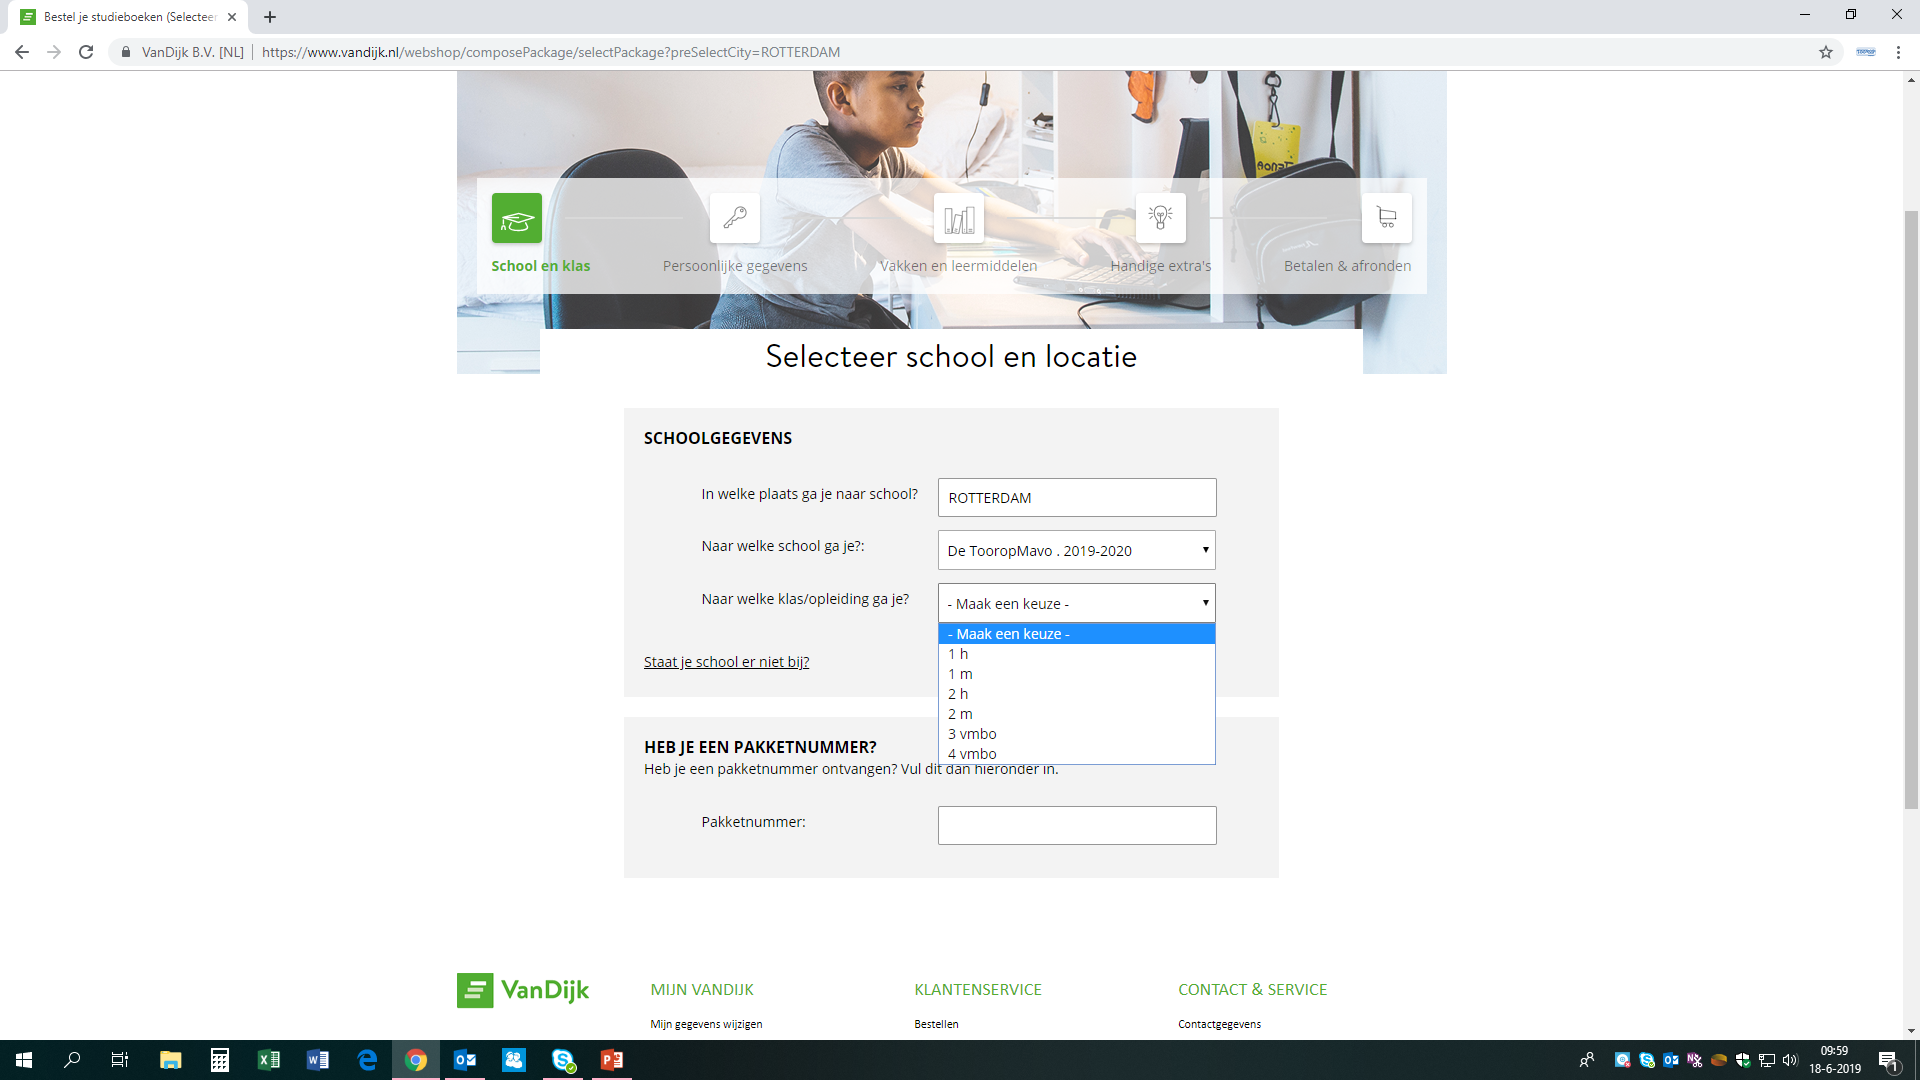 Bestel je studieboeken (Selecteer
VanDijk B.V. [NL] https://www.vandijk.nl/webshop/composePackage/selectPackage?preSelectCity=ROTTERDAM
School en klas
Persoonlijke gegevens
Vakken en leermiddelen
Handige extra's
Betalen & afronden
Selecteer school en locatie
SCHOOLGEGEVENS
In welke plaats ga je naar school? ROTTERDAM
Naar welke school ga je?: De TooropMavo . 2019-2020
Naar welke klas/opleiding ga je? - Maak een keuze -
- Maak een keuze -
1 h
1 m
2 h
2 m
3 vmbo
4 vmbo
Staat je school er niet bij?
HEB JE EEN PAKKETNUMMER?
Heb je een pakketnummer ontvangen? Vul dit dan hieronder in.
Pakketnummer:
VanDijk
MIJN VANDIJK
KLANTENSERVICE
CONTACT & SERVICE
Mijn gegevens wijzigen
Bestellen
Contactgegevens
09:59
18-6-2019
1